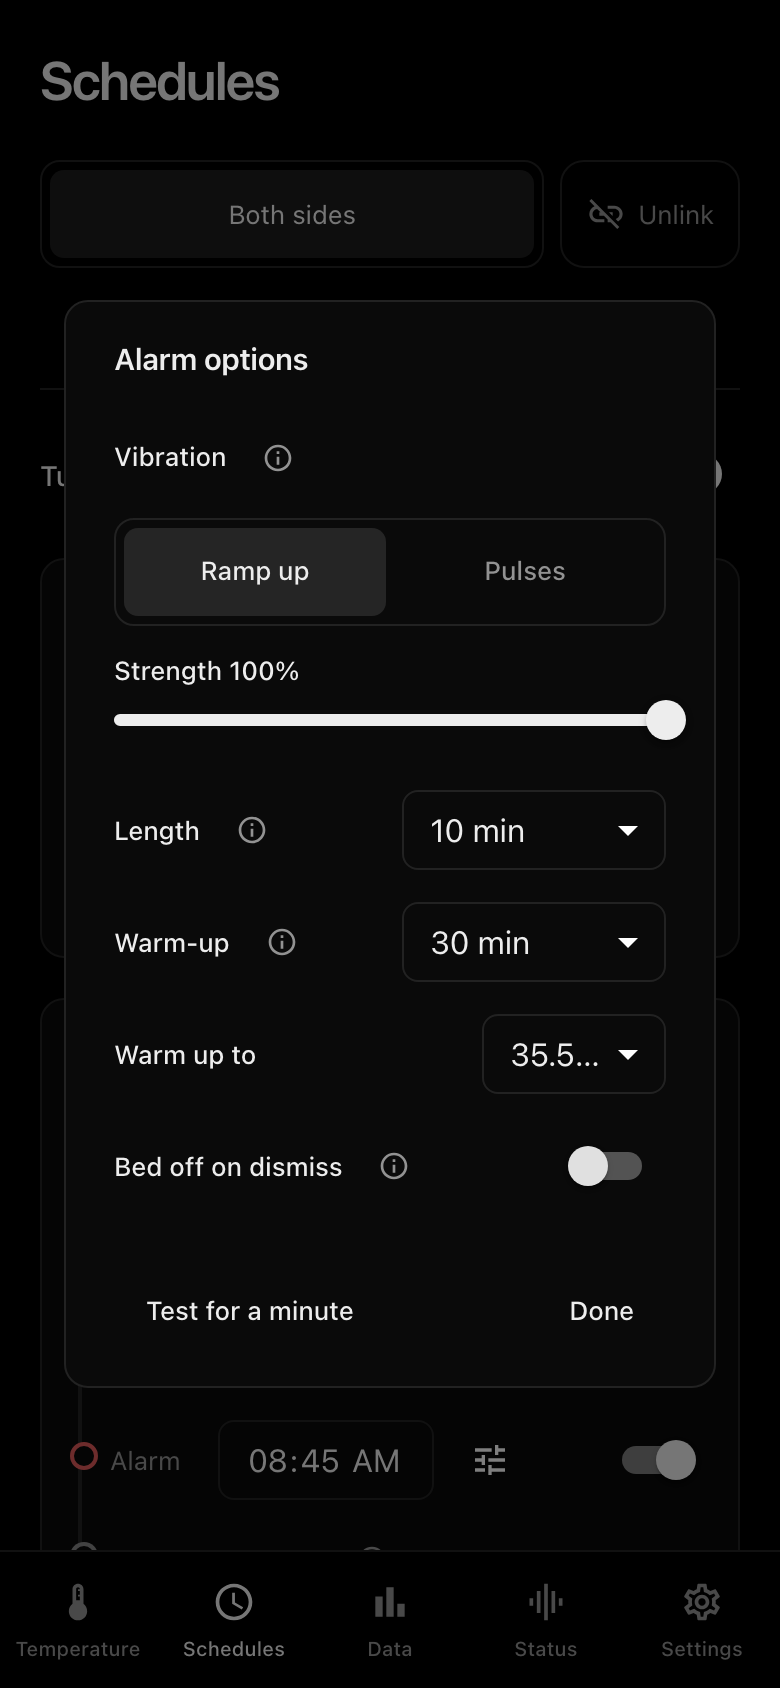 Schedules
Both sides
Unlink
Alarm options
Vibration
Tu
Ramp up
Pulses
Strength 100%
Length
10 min
Warm-up
30 min
Warm up to
35.5...
Bed off on dismiss
Test for a minute
Done
Alarm
08:45 AM
Temperature
Schedules
Data
Status
Settings